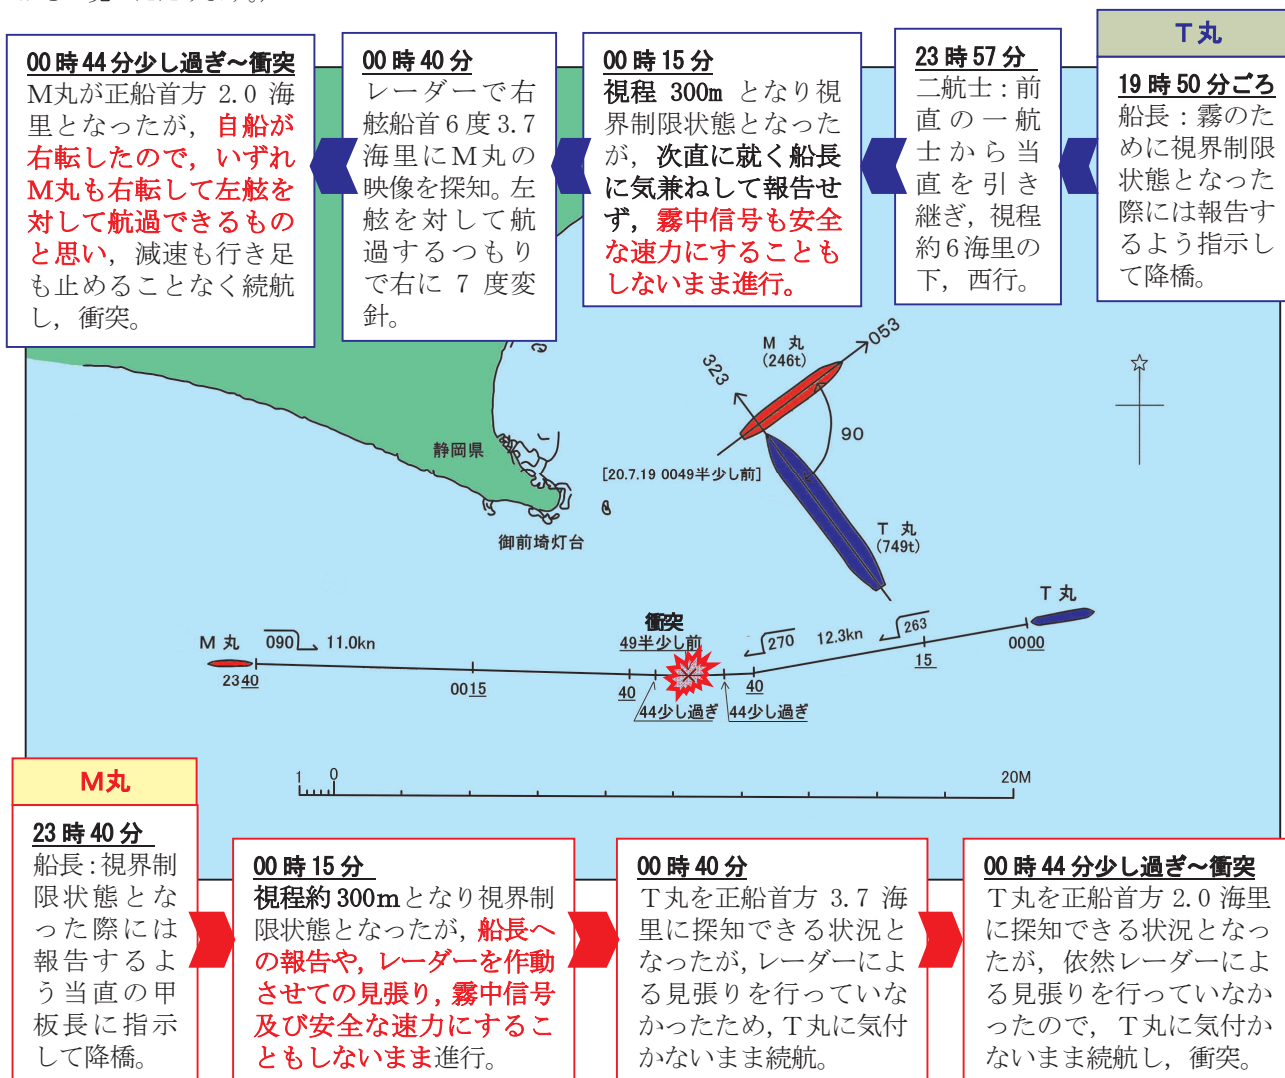 T丸
19時50分ごろ
船長：霧のた
めに視界制限
状態となった
際には報告す
るよう指示し
て降橋。
23時57分
二航士：前
直の一航
士から当
直を引き
継ぎ，視程
約６海里の
下，西行。
00時15分
視程 300m となり視
界制限状態となった
が，次直に就く船長
に気兼ねして報告せ
ず，霧中信号も安全
な速力にすることも
しないまま進行。
00時40分
レーダーで右
舷船首６度3.7
海里にＭ丸の
映像を探知。左
舷を対して航
過するつもり
で右に 7 度変
針。
00時44分少し過ぎ～衝突
Ｍ丸が正船首方 2.0 海
里となったが，自船が
右転したので，いずれ
Ｍ丸も右転して左舷を
対して航過できるもの
と思い，減速も行き足
も止めることなく続航
し，衝突。
M 丸
(246t)
053
323
90
[20.7.19 0049半少し前]
T 丸
(749t)
静岡県
御前埼灯台
T 丸
衝突
49半少し前
M 丸
090
11.0kn
270
12.3kn
263
0000
15
2340
0015
40
40
44少し過ぎ
44少し過ぎ
1
0
20M
M丸
23時40分
船長：視界制
限状態とな
った際には
報告するよ
う当直の甲
板長に指示
して降橋。
00時15分
視程約300mとなり視界制
限状態となったが，船長へ
の報告や，レーダーを作動
させての見張り，霧中信号
及び安全な速力にするこ
ともしないまま進行。
00時40分
Ｔ丸を正船首方 3.7 海
里に探知できる状況と
なったが，レーダーによ
る見張りを行っていな
かったため，Ｔ丸に気付
かないまま続航。
00時44分少し過ぎ～衝突
Ｔ丸を正船首方 2.0 海里
に探知できる状況となっ
たが，依然レーダーによ
る見張りを行っていなか
ったので，Ｔ丸に気付か
ないまま続航し，衝突。